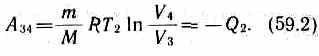 A₃₄ = m/M RT₂ ln V₄/V₃ = −Q₂. (59.2)